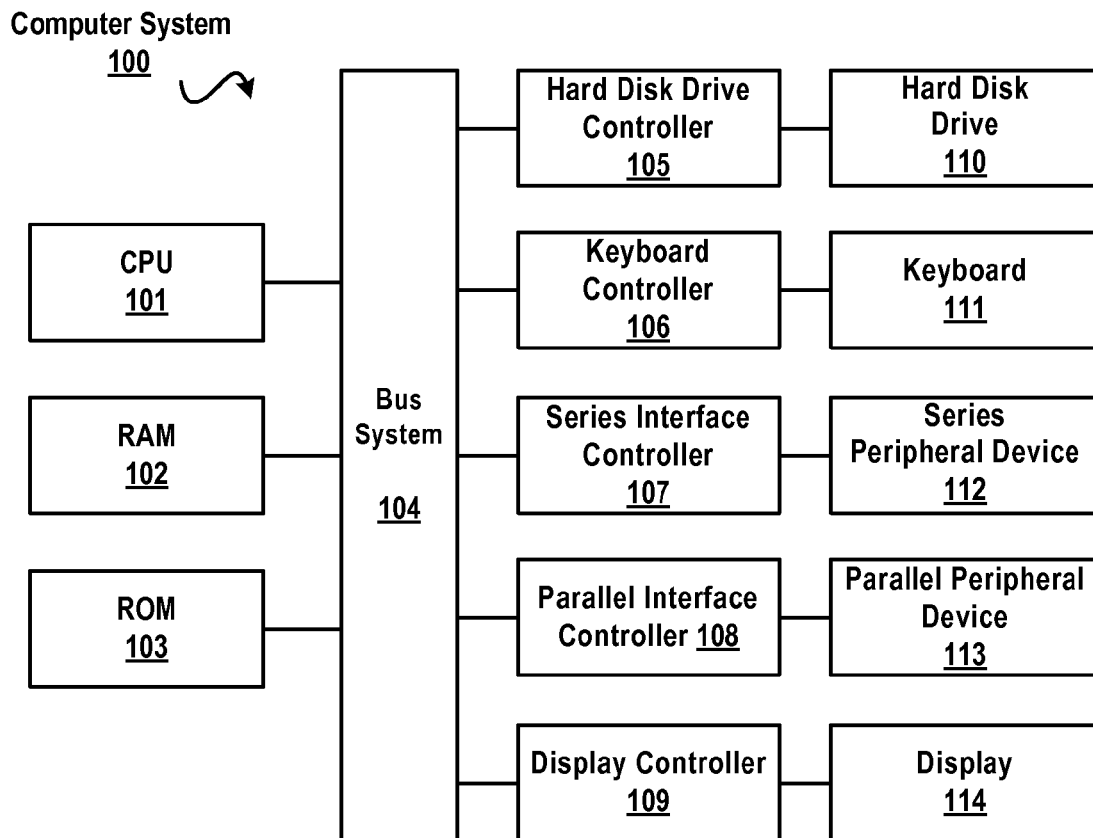 Computer System
100
Hard Disk Drive
Controller
105
Hard Disk
Drive
110
CPU
101
Keyboard
Controller
106
Keyboard
111
RAM
102
Bus
System
104
Series Interface
Controller
107
Series
Peripheral Device
112
ROM
103
Parallel Interface
Controller 108
Parallel Peripheral
Device
113
Display Controller
109
Display
114